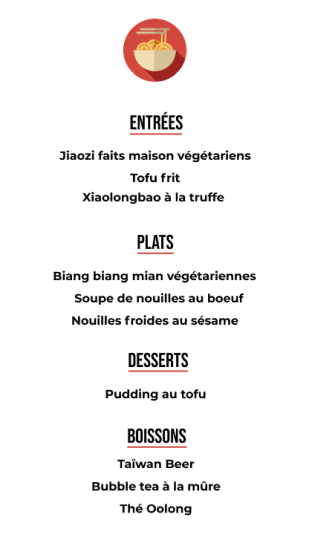 ENTRÉES
Jiaozi faits maison végétariens
Tofu frit
Xiaolongbao à la truffe
PLATS
Biang biang mian végétariennes
Soupe de nouilles au boeuf
Nouilles froides au sésame
DESSERTS
Pudding au tofu
BOISSONS
Taïwan Beer
Bubble tea à la mûre
Thé Oolong